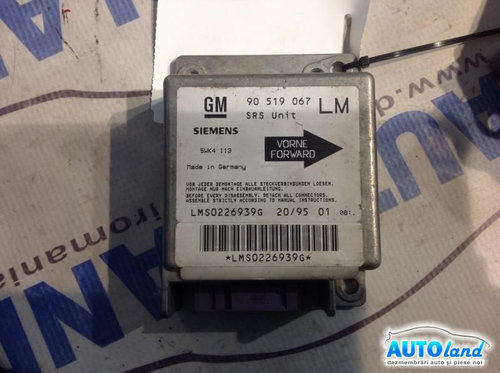 GM 90 519 067 LM
SRS Unit
SIEMENS
5WK4 113
VORNE
FORWARD
Made in Germany
VOR JEDER DEMONTAGE ALLE STECKVERBINDUNGEN LOESEN.
MONTAGE NUR NACH EINBAUANLEITUNG.
BEFORE EVERY DISASSEMBLY, DETACH ALL CONNECTORS.
ASSEMBLE STRICTLY ACCORDING TO MANUAL INSTRUCTIONS.
LMS0226939G 20/95 01
*LMS0226939G*
AUTOland
dezmembrări auto și piese noi